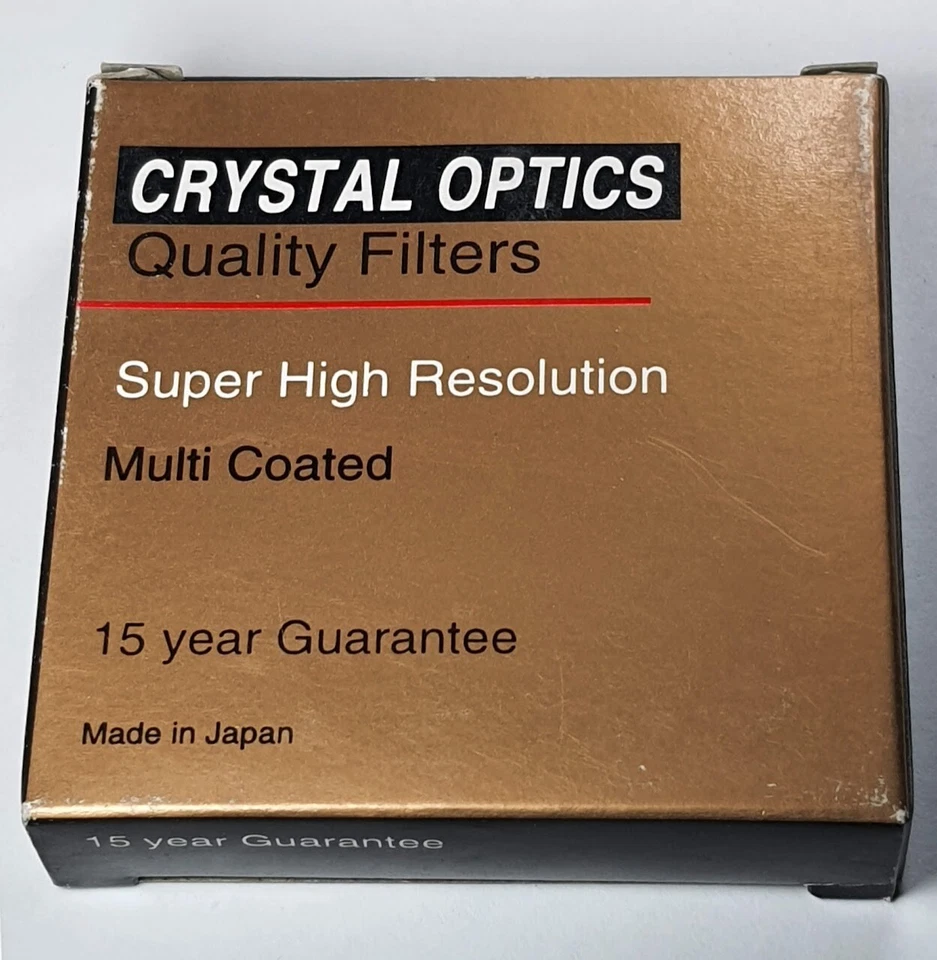 CRYSTAL OPTICS
Quality Filters
Super High Resolution
Multi Coated
15 year Guarantee
Made in Japan
15 year Guarantee